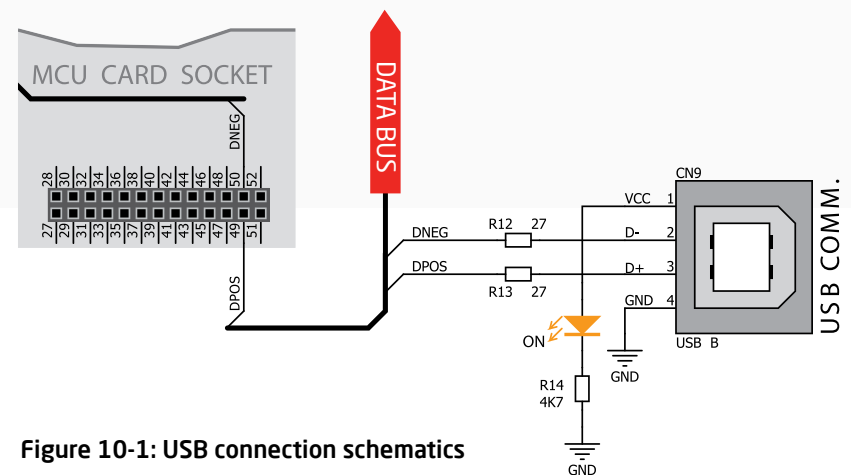 MCU CARD SOCKET
DNEG
28 30 32 34 36 38 40 42 44 46 48 50 52
27 29 31 33 35 37 39 41 43 45 47 49 51
DPOS
DATA BUS
DNEG
DPOS
R12 27
R13 27
CN9
VCC 1
D- 2
D+ 3
GND 4
USB B
USB COMM.
ON
GND
R14
4K7
GND
Figure 10-1: USB connection schematics